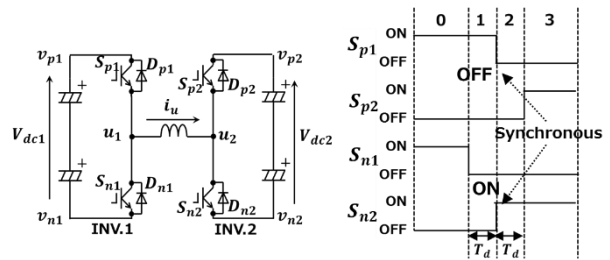 v_p1
S_p1
D_p1
v_p2
S_p2
D_p2
+
+
i_u
V_dc1
u_1
u_2
V_dc2
+
+
S_n1
D_n1
S_n2
D_n2
v_n1
v_n2
INV.1
INV.2
0 1 2 3
S_p1
ON
OFF
OFF
S_p2
ON
OFF
Synchronous
S_n1
ON
OFF
ON
S_n2
ON
OFF
T_d
T_d